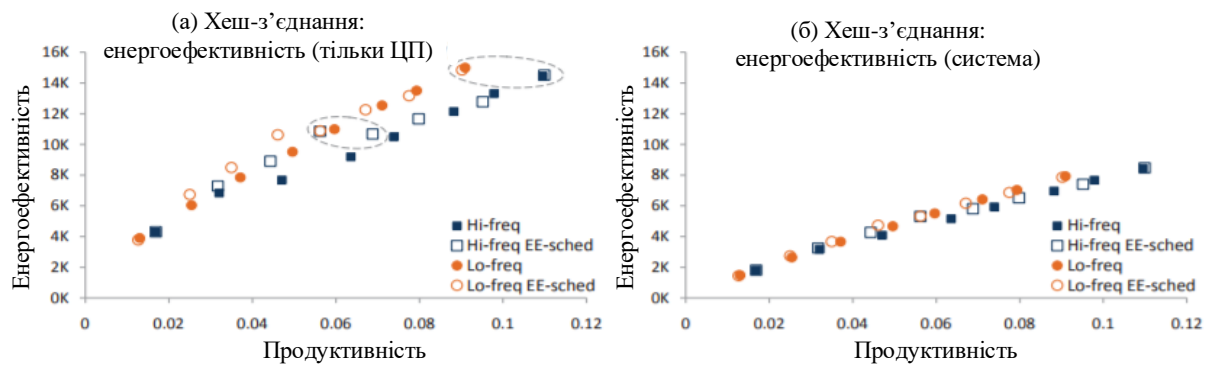 (а) Хеш-з’єднання:
енергоефективність (тільки ЦП)
16K
14K
12K
10K
8K
6K
4K
2K
0K
Енергоефективність
Hi-freq
Hi-freq EE-sched
Lo-freq
Lo-freq EE-sched
0 0.02 0.04 0.06 0.08 0.1 0.12
Продуктивність
(б) Хеш-з’єднання:
енергоефективність (система)
16K
14K
12K
10K
8K
6K
4K
2K
0K
Енергоефективність
Hi-freq
Hi-freq EE-sched
Lo-freq
Lo-freq EE-sched
0 0.02 0.04 0.06 0.08 0.1 0.12
Продуктивність